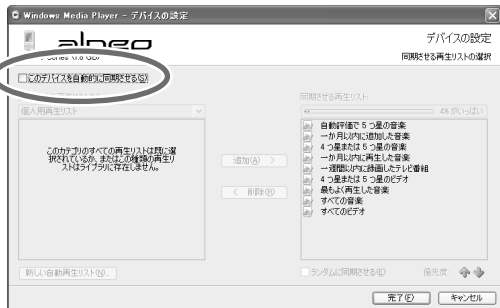 Windows Media Player - デバイスの設定
alneo
デバイスの設定
同期させる再生リストの選択
このデバイスを自動的に同期させる(S)
個人用再生リスト
このカテゴリのすべての再生リストは既に選
択されているか、またはこの種類の再生リ
ストはライブラリに存在しません。
新しい自動再生リスト(N)...
追加(A) >
< 削除(R)
同期させる再生リスト:
4% がいっぱい
自動評価で 5 つ星の音楽
一か月以内に追加した音楽
4 つ星または 5 つ星の音楽
一か月以内に再生した音楽
一週間以内に録画したテレビ番組
4 つ星または 5 つ星のビデオ
最もよく再生した音楽
すべての音楽
すべてのビデオ
ランダムに同期させる(E)
優先度:
完了(F)
キャンセル